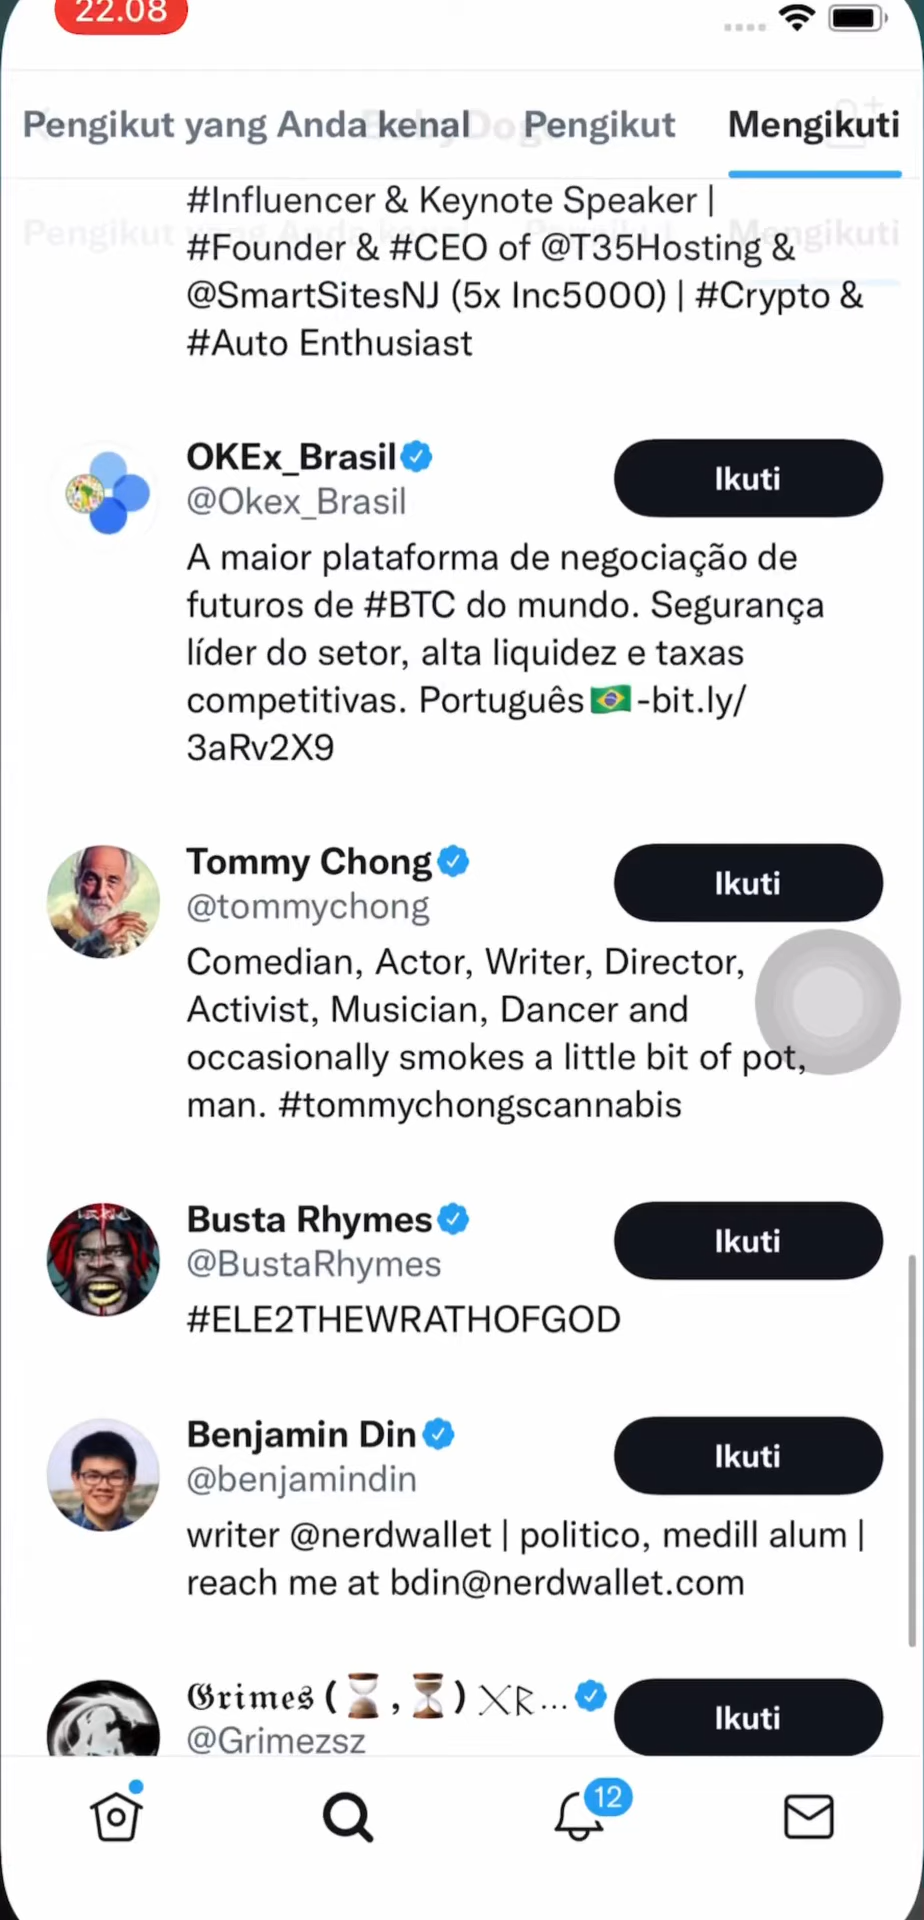 22.08
Pengikut yang Anda kenal Pengikut Mengikuti
#Influencer & Keynote Speaker |
#Founder & #CEO of @T35Hosting &
@SmartSitesNJ (5x Inc5000) | #Crypto &
#Auto Enthusiast
OKEx_Brasil
@Okex_Brasil
Ikuti
A maior plataforma de negociação de
futuros de #BTC do mundo. Segurança
líder do setor, alta liquidez e taxas
competitivas. Português🇧🇷-bit.ly/
3aRv2X9
Tommy Chong
@tommychong
Ikuti
Comedian, Actor, Writer, Director,
Activist, Musician, Dancer and
occasionally smokes a little bit of pot,
man. #tommychongscannabis
Busta Rhymes
@BustaRhymes
Ikuti
#ELE2THEWRATHOFGOD
Benjamin Din
@benjamindin
Ikuti
writer @nerdwallet | politico, medill alum |
reach me at bdin@nerdwallet.com
𝕲𝖗𝖎𝖒𝖊𝖘 (⏳,⌛) ᚷᚱ...
@Grimezsz
Ikuti
12